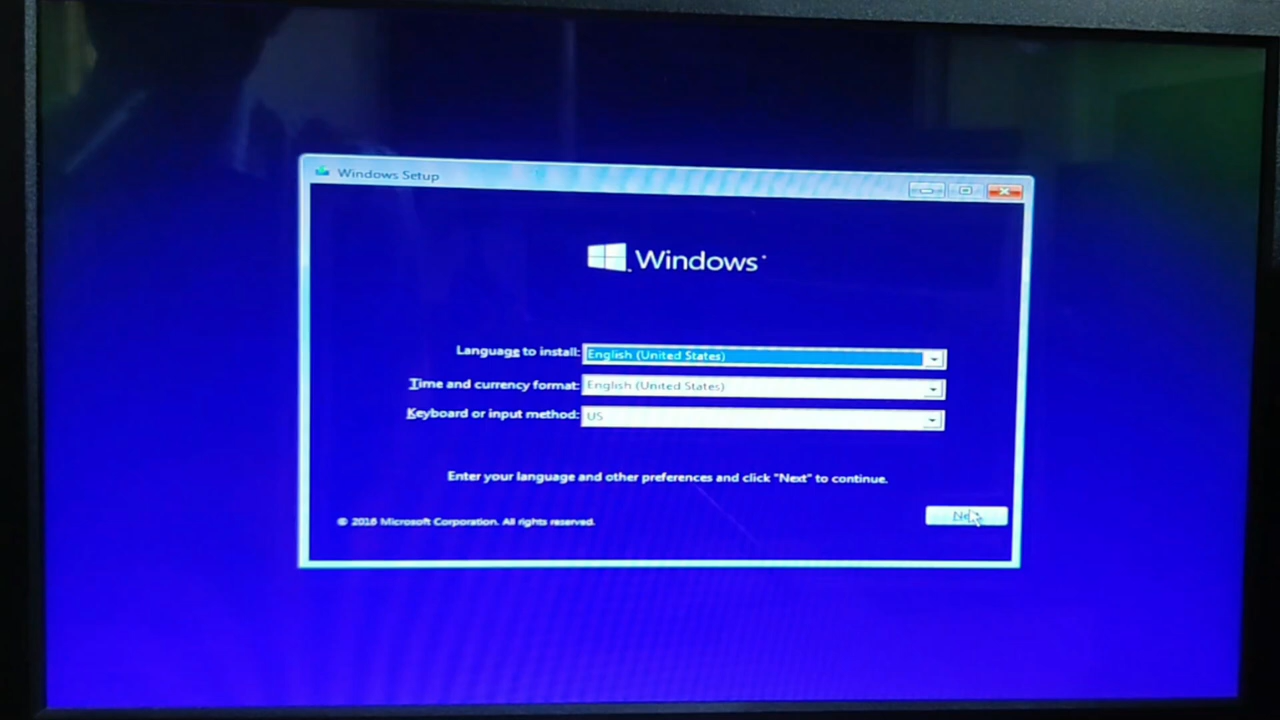 Windows Setup
Windows
Language to install: English (United States)
Time and currency format: English (United States)
Keyboard or input method: US
Enter your language and other preferences and click "Next" to continue.
© 2016 Microsoft Corporation. All rights reserved.